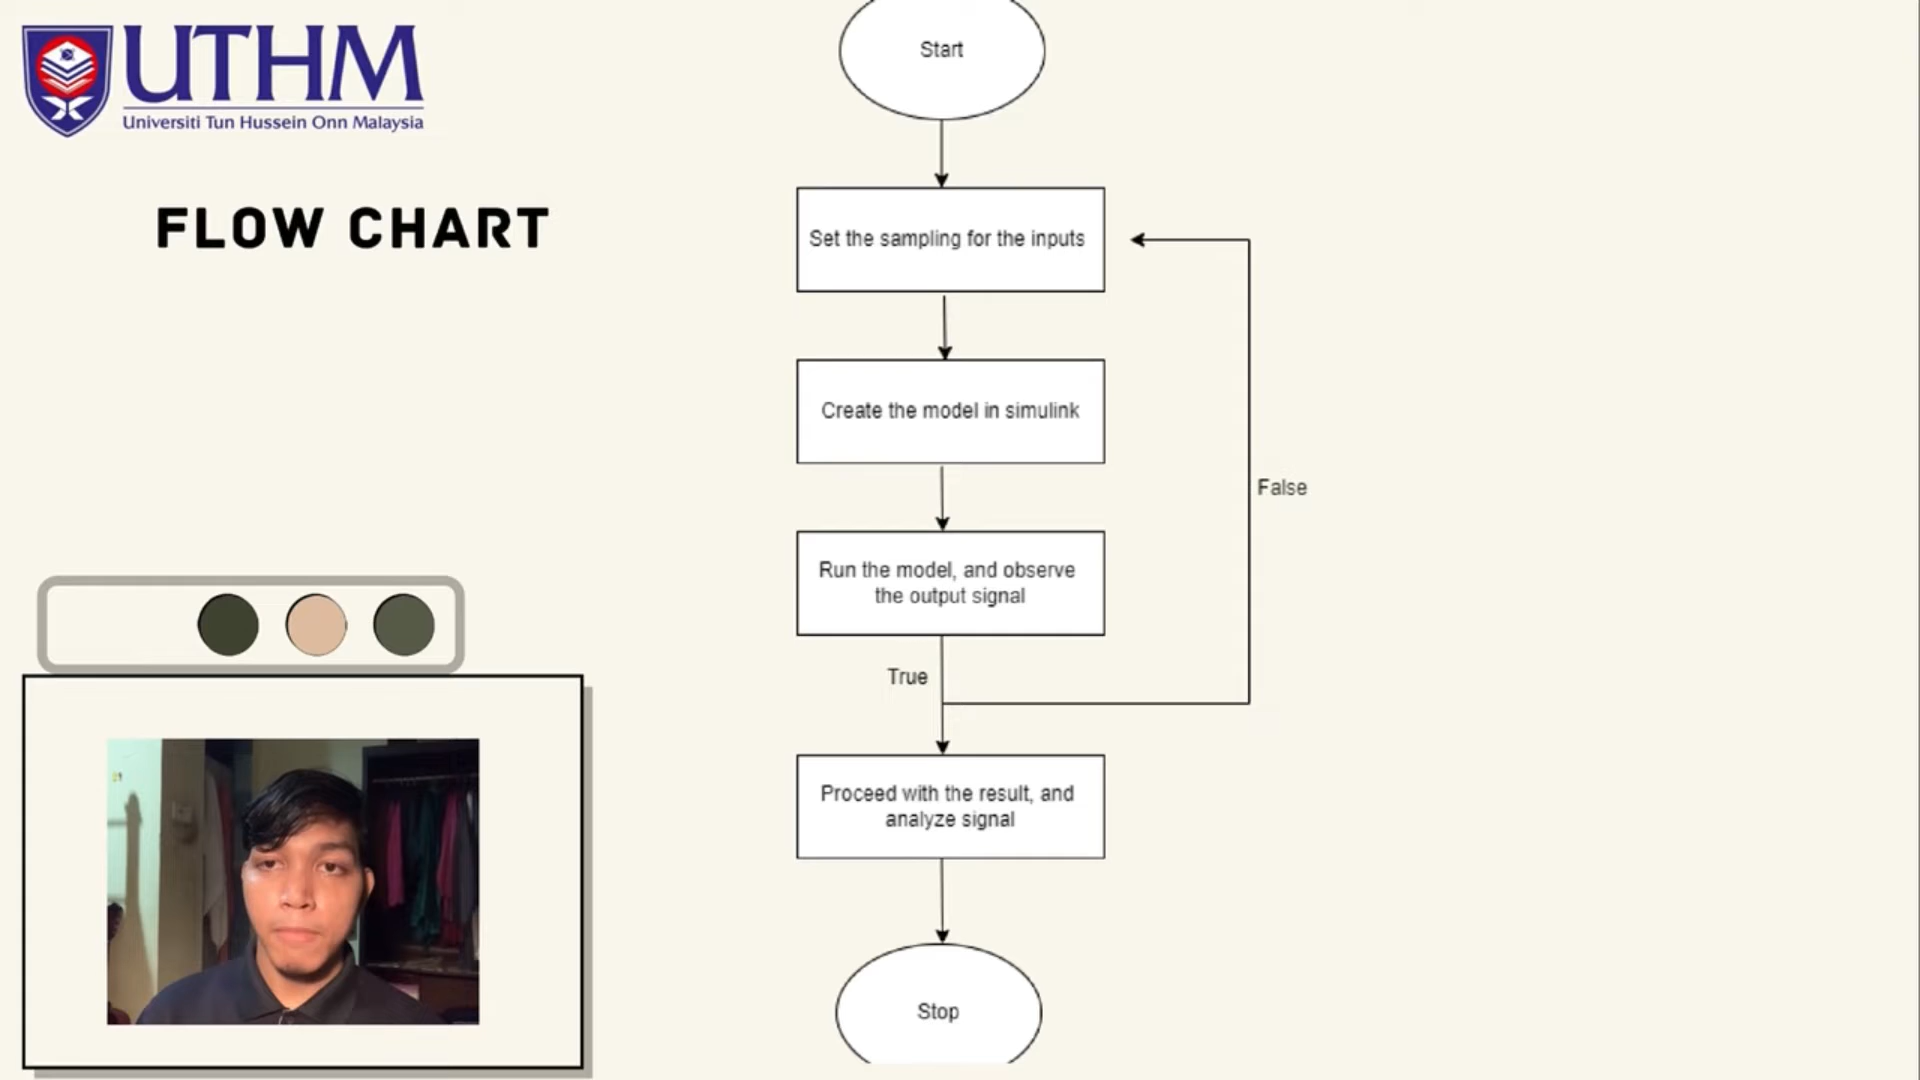 UTHM
Universiti Tun Hussein Onn Malaysia
FLOW CHART
Start
Set the sampling for the inputs
Create the model in simulink
Run the model, and observe
the output signal
True
False
Proceed with the result, and
analyze signal
Stop